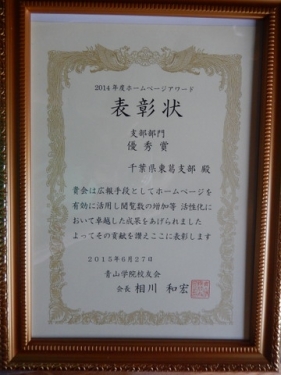 2014年度ホームページアワード
表彰状
支部部門
優秀賞
千葉県東葛支部 殿
貴会は広報手段としてホームページを
有効に活用し閲覧数の増加等 活性化に
おいて卓越した成果をあげられました
よってその貢献を讃えここに表彰します
2015年6月27日
青山学院校友会
会長 相川 和宏